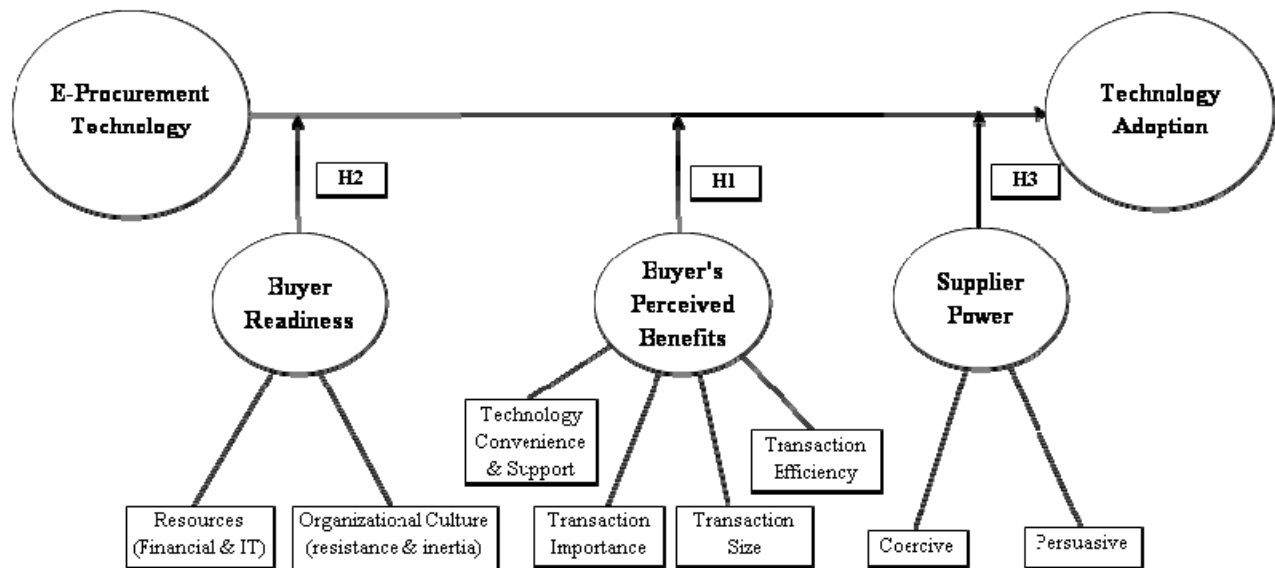 E-Procurement
Technology
Technology
Adoption
H2
H1
H3
Buyer
Readiness
Buyer's
Perceived
Benefits
Supplier
Power
Technology
Convenience
& Support
Transaction
Efficiency
Resources
(Financial & IT)
Organizational Culture
(resistance & inertia)
Transaction
Importance
Transaction
Size
Coercive
Persuasive